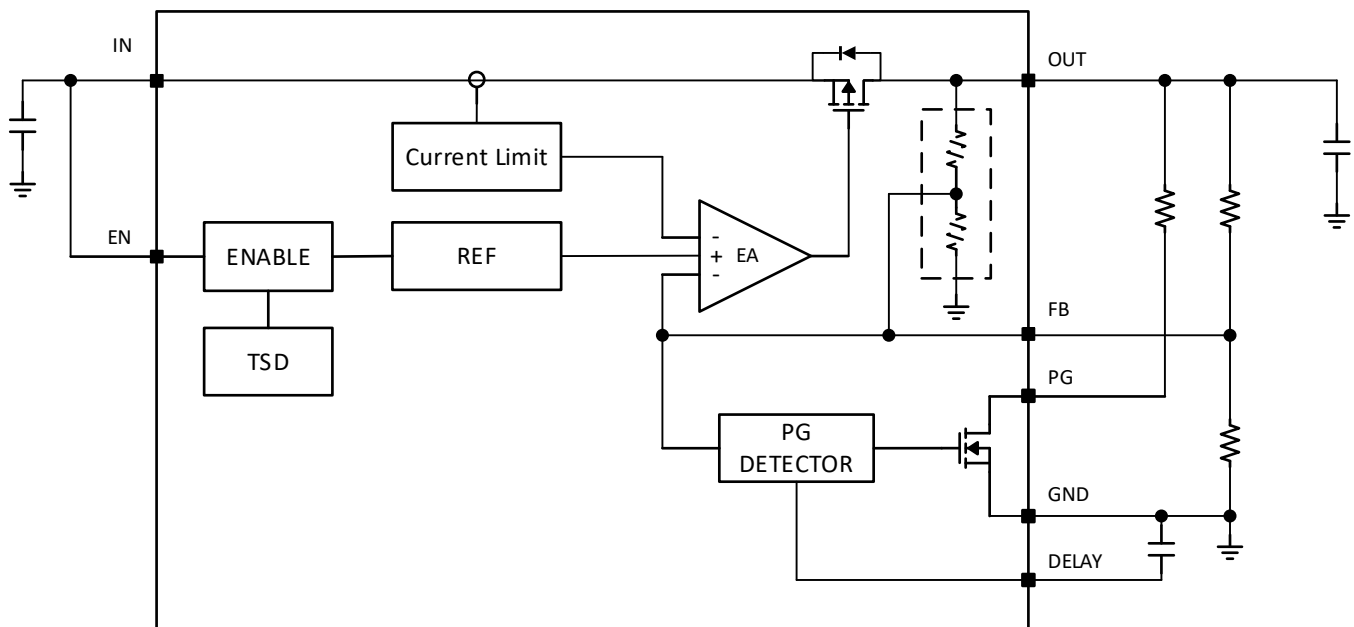 IN
OUT
Current Limit
EN
ENABLE
REF
-
+ EA
-
TSD
FB
PG
PG
DETECTOR
GND
DELAY